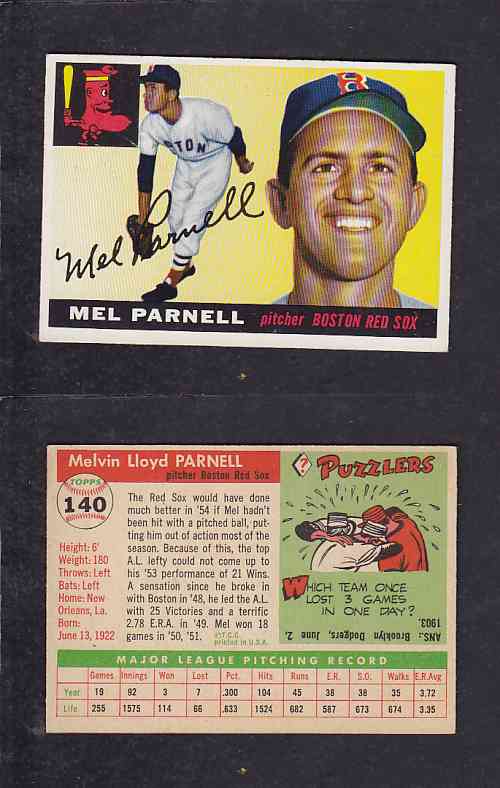 B
STON
Mel Parnell
MEL PARNELL pitcher BOSTON RED SOX
Melvin Lloyd PARNELL
pitcher Boston Red Sox
TOPPS
140
Height: 6'
Weight: 180
Throws: Left
Bats: Left
Home: New
Orleans, La.
Born:
June 13, 1922
The Red Sox would have done
much better in '54 if Mel hadn't
been hit with a pitched ball, put-
ting him out of action most of the
season. Because of this, the top
A.L. lefty could not come up to
his '53 performance of 21 Wins.
A sensation since he broke in
with Boston in '48, he led the A.L.
with 25 Victories and a terrific
2.78 E.R.A. in '49. Mel won 18
games in '50, '51.
©T.C.G.
printed in U.S.A.
? PUZZLERS
WHICH TEAM ONCE
LOST 3 GAMES
IN ONE DAY?
ANS.: Brooklyn Dodgers, June 2,
1903.
MAJOR LEAGUE PITCHING RECORD
Games Innings Won Lost Pct. Hits Runs E.R. S.O. Walks E.R.Avg
Year 19 92 3 7 .300 104 45 38 38 35 3.72
Life 255 1575 114 66 .633 1524 682 587 673 674 3.35